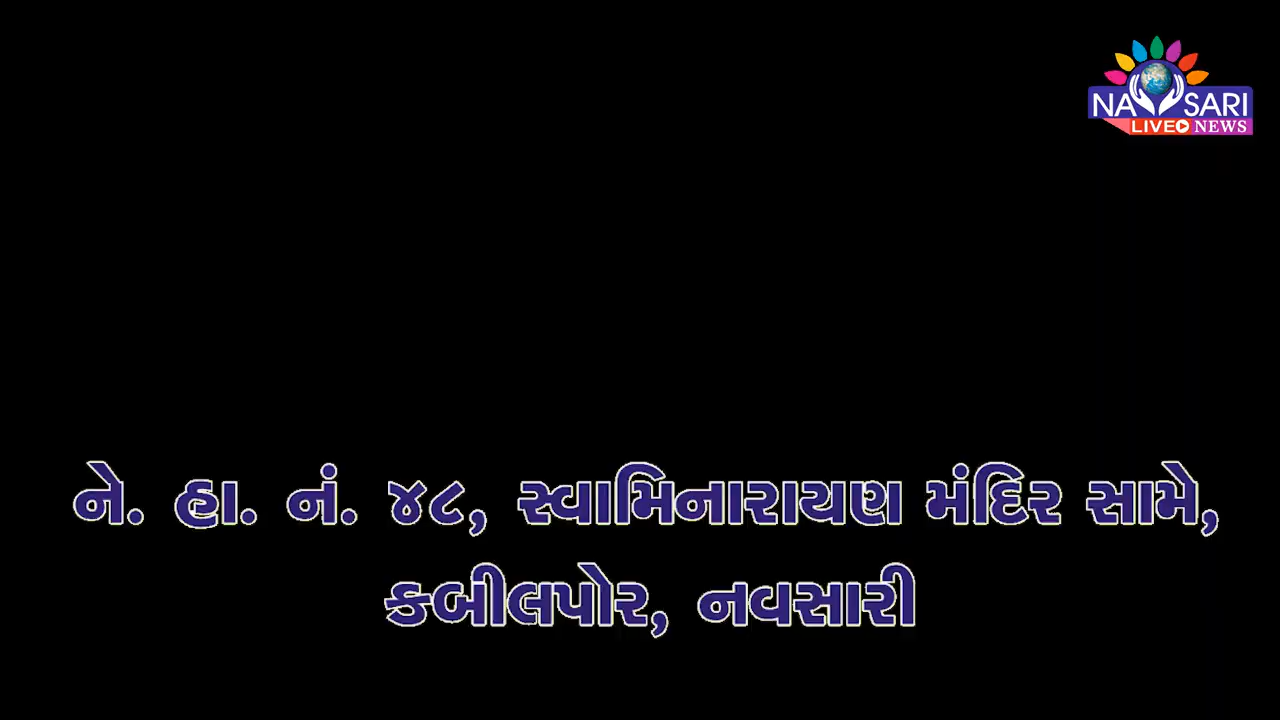 NAVSARI
LIVE NEWS
ને. હા. નં. ૪૮, સ્વામિનારાયણ મંદિર સામે,
કબીલપોર, નવસારી